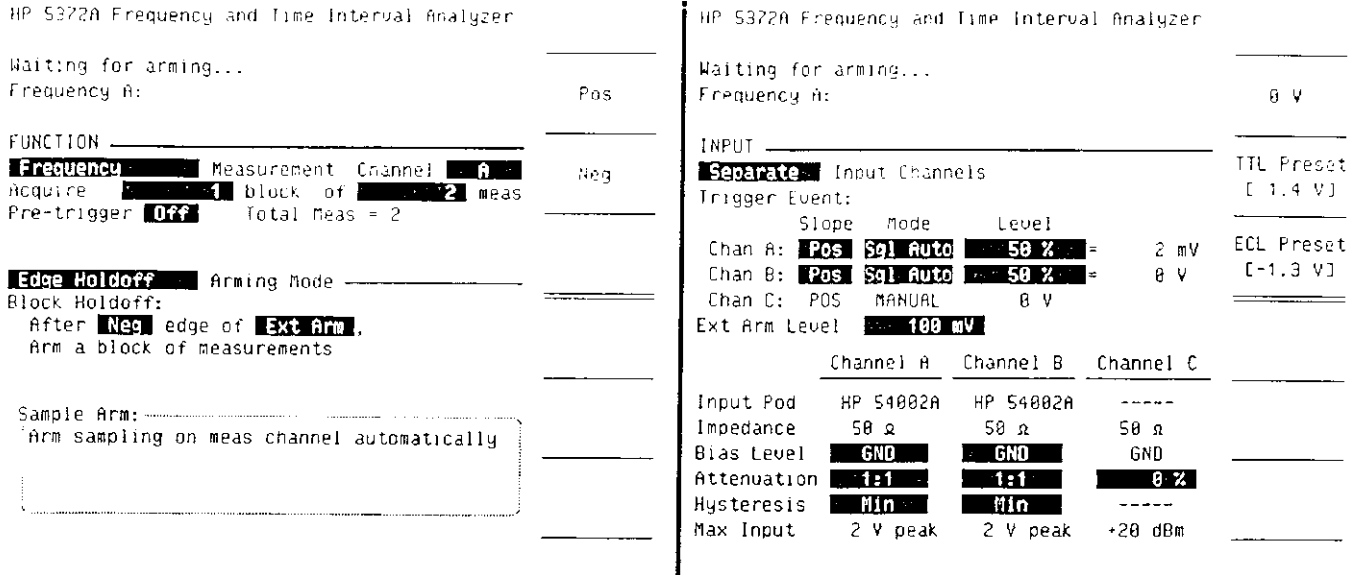 HP 5372A Frequency and Time Interval Analyzer
Waiting for arming...
Frequency A:
Pos
FUNCTION
Frequency Measurement Channel A
Neg
Acquire 1 block of 2 meas
Pre-trigger Off Total Meas = 2
Edge Holdoff Arming Mode
Block Holdoff:
After Neg edge of Ext Arm,
Arm a block of measurements
Sample Arm:
Arm sampling on meas channel automatically
HP 5372A Frequency and Time Interval Analyzer
Waiting for arming...
Frequency A:
0 V
INPUT
Separate Input Channels
TTL Preset
[ 1.4 V]
Trigger Event:
Slope Mode Level
Chan A: Pos Sgl Auto 50 % = 2 mV
ECL Preset
[-1.3 V]
Chan B: Pos Sgl Auto 50 % = 0 V
Chan C: POS MANUAL 0 V
Ext Arm Level 100 mV
Channel A Channel B Channel C
Input Pod HP 54002A HP 54002A -----
Impedance 50 Ω 50 Ω 50 Ω
Bias Level GND GND GND
Attenuation 1:1 1:1 0 %
Hysteresis Min Min -----
Max Input 2 V peak 2 V peak +20 dBm